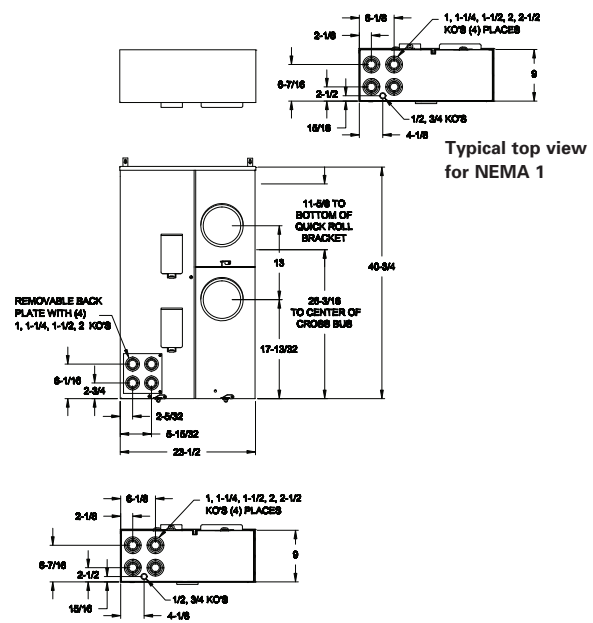 6-1/8
1, 1-1/4, 1-1/2, 2, 2-1/2
KO'S (4) PLACES
2-1/8
6-7/16
2-1/2
9
15/16
1/2, 3/4 KO'S
4-1/8
Typical top view
for NEMA 1
11-5/8 TO
BOTTOM OF
QUICK ROLL
BRACKET
13
40-3/4
REMOVABLE BACK
PLATE WITH (4)
1, 1-1/4, 1-1/2, 2 KO'S
26-3/16
TO CENTER OF
CROSS BUS
17-13/32
6-1/16
2-3/4
2-5/32
5-15/32
23-1/2
6-1/8
1, 1-1/4, 1-1/2, 2, 2-1/2
KO'S (4) PLACES
2-1/8
6-7/16
2-1/2
9
15/16
1/2, 3/4 KO'S
4-1/8